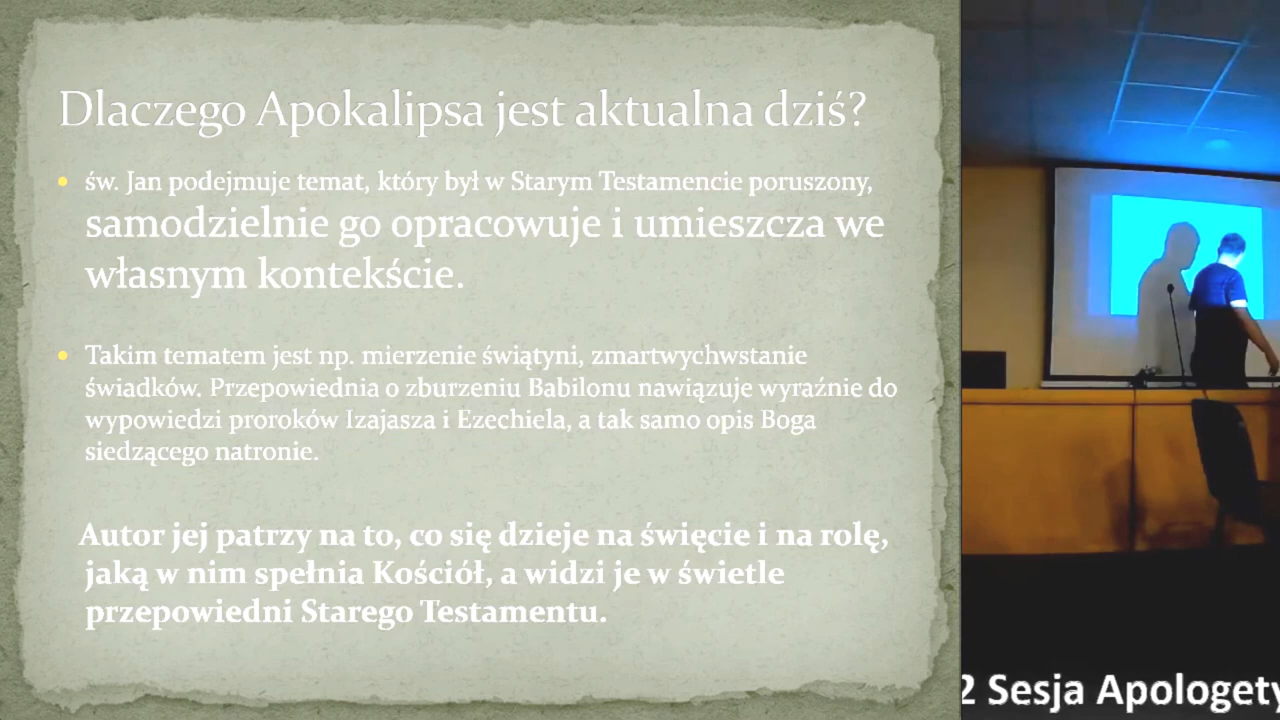 Dlaczego Apokalipsa jest aktualna dziś?
św. Jan podejmuje temat, który był w Starym Testamencie poruszony,
samodzielnie go opracowuje i umieszcza we
własnym kontekście.
Takim tematem jest np. mierzenie świątyni, zmartwychwstanie
świadków. Przepowiednia o zburzeniu Babilonu nawiązuje wyraźnie do
wypowiedzi proroków Izajasza i Ezechiela, a tak samo opis Boga
siedzącego natronie.
Autor jej patrzy na to, co się dzieje na święcie i na rolę,
jaką w nim spełnia Kościół, a widzi je w świetle
przepowiedni Starego Testamentu.
2 Sesja Apologety